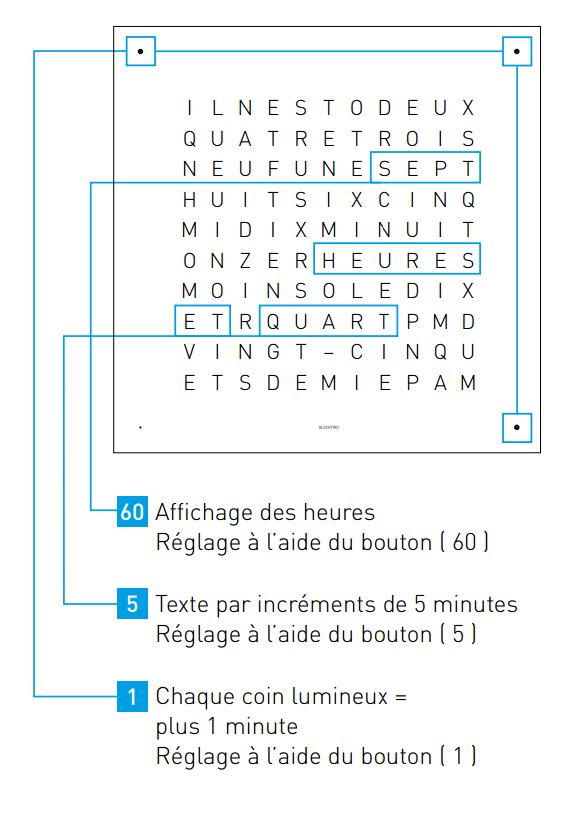 I L N E S T O D E U X
Q U A T R E T R O I S
N E U F U N E S E P T
H U I T S I X C I N Q
M I D I X M I N U I T
O N Z E R H E U R E S
M O I N S O L E D I X
E T R Q U A R T P M D
V I N G T – C I N Q U
E T S D E M I E P A M
QLOCKTWO
60 Affichage des heures
Réglage à l'aide du bouton ( 60 )
5 Texte par incréments de 5 minutes
Réglage à l'aide du bouton ( 5 )
1 Chaque coin lumineux =
plus 1 minute
Réglage à l'aide du bouton ( 1 )